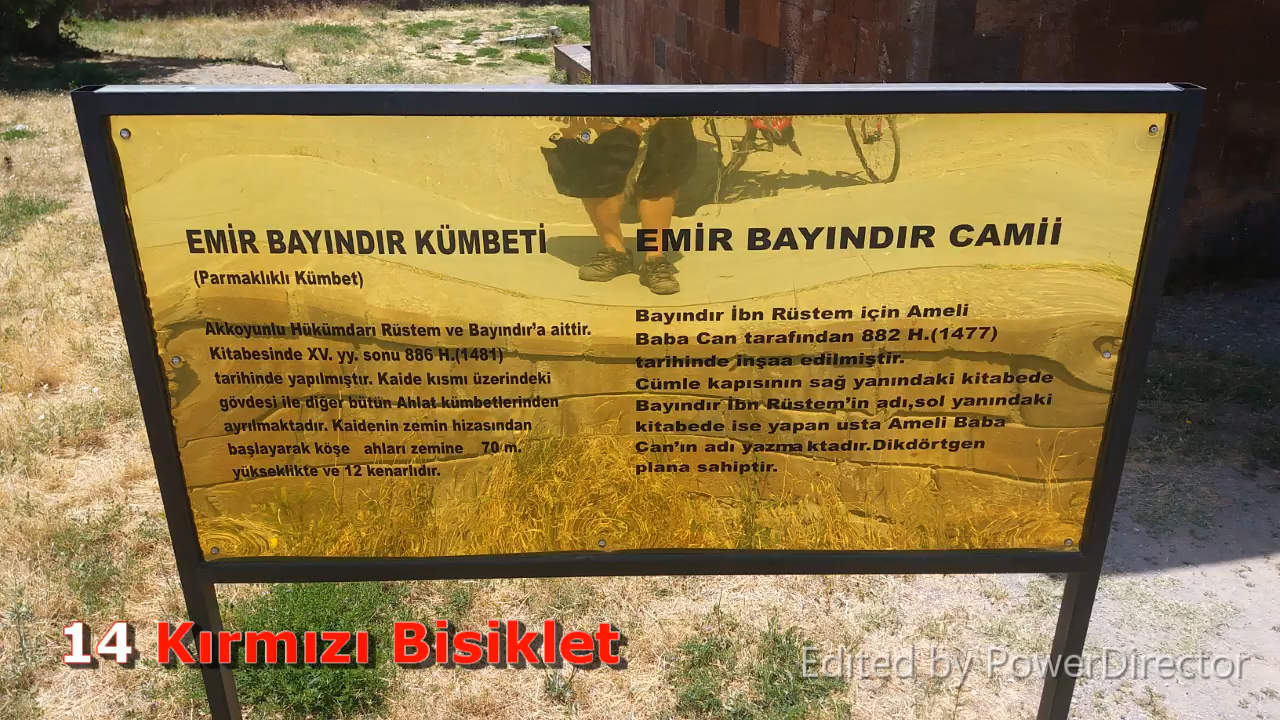 EMİR BAYINDIR KÜMBETİ
(Parmaklıklı Kümbet)
Akkoyunlu Hükümdarı Rüstem ve Bayındır'a aittir.
Kitabesinde XV. yy. sonu 886 H.(1481)
tarihinde yapılmıştır. Kaide kısmı üzerindeki
gövdesi ile diğer bütün Ahlat kümbetlerinden
ayrılmaktadır. Kaidenin zemin hizasından
başlayarak köşe ahları zemine 70 m.
yükseklikte ve 12 kenarlıdır.
EMİR BAYINDIR CAMİİ
Bayındır İbn Rüstem için Ameli
Baba Can tarafından 882 H.(1477)
tarihinde inşaa edilmiştir.
Cümle kapısının sağ yanındaki kitabede
Bayındır İbn Rüstem'in adı,sol yanındaki
kitabede ise yapan usta Ameli Baba
Can'ın adı yazma ktadır.Dikdörtgen
plana sahiptir.
14 Kırmızı Bisiklet
Edited by PowerDirector